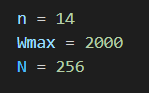 n = 14
Wmax = 2000
N = 256